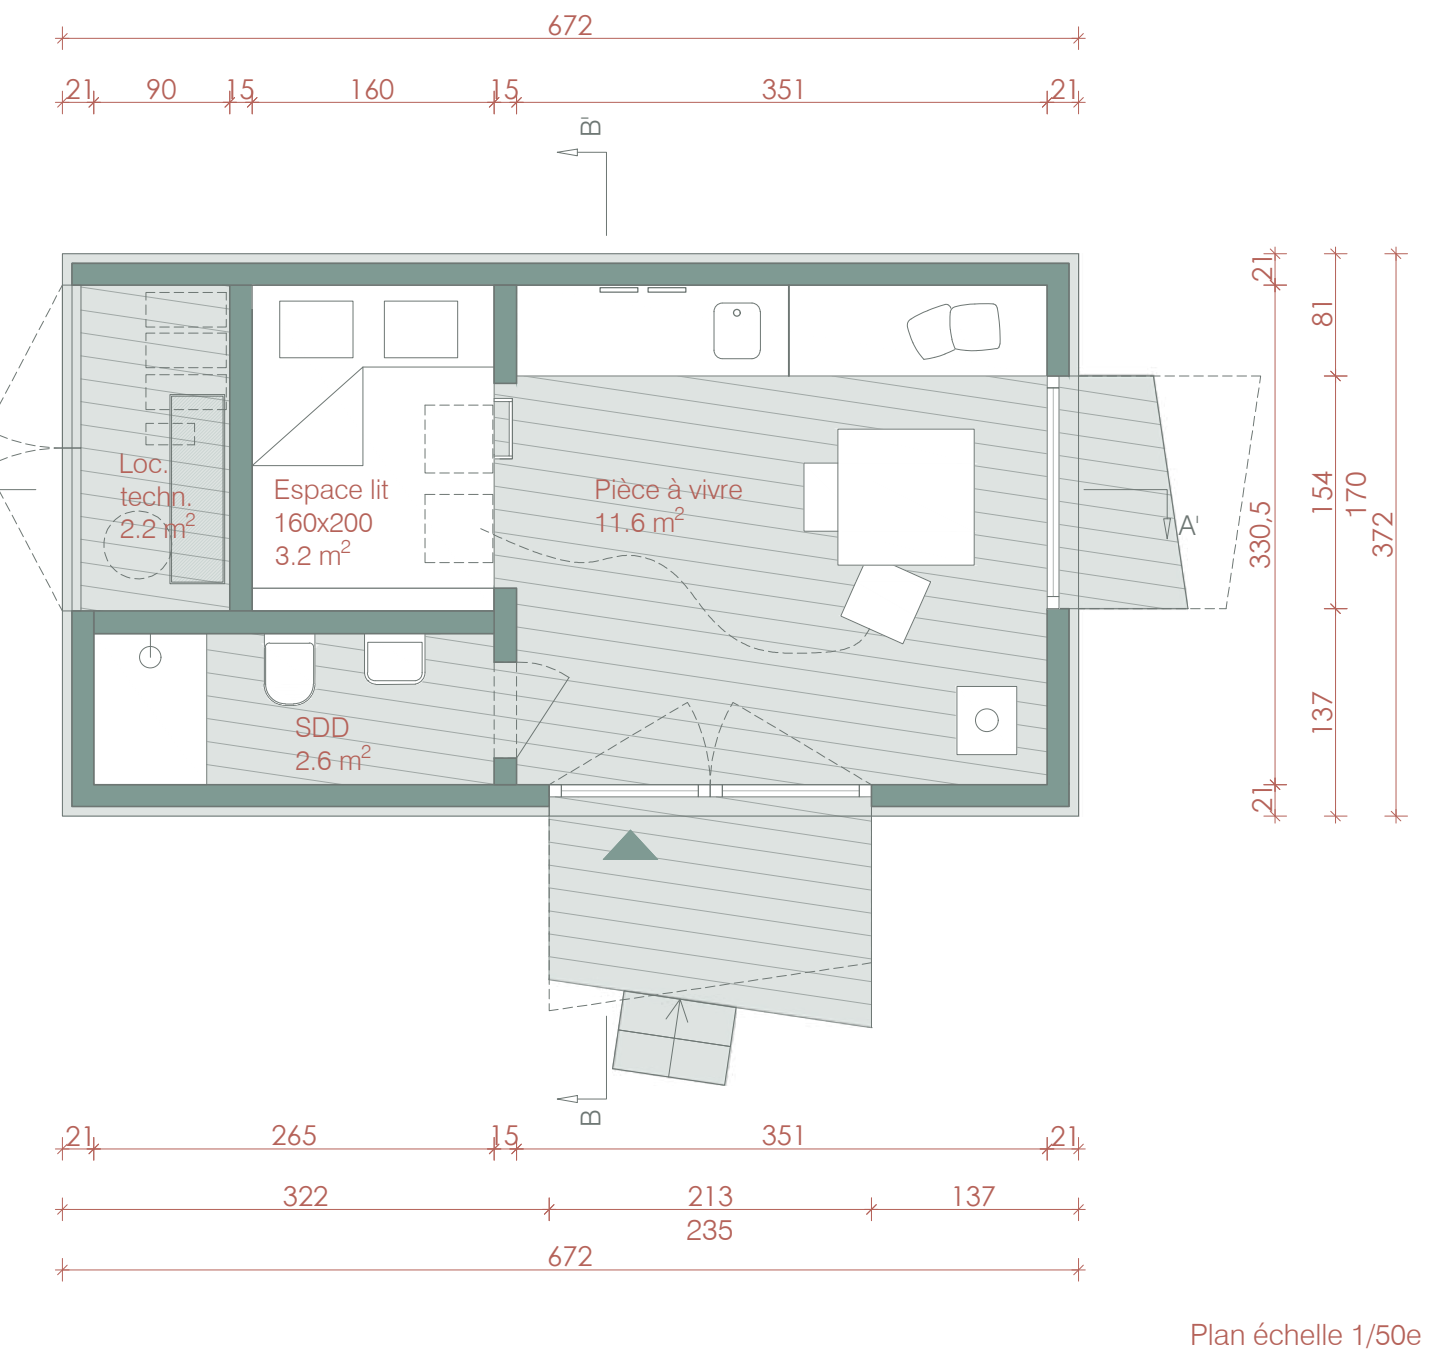 672
21 90 15 160 15 351 21
B'
21
81
Loc.
techn.
2.2 m²
Espace lit
160x200
3.2 m²
Pièce à vivre
11.6 m²
A'
330,5
154
170
372
SDD
2.6 m²
137
21
B
21 265 15 351 21
322 213 137
235
672
Plan échelle 1/50e